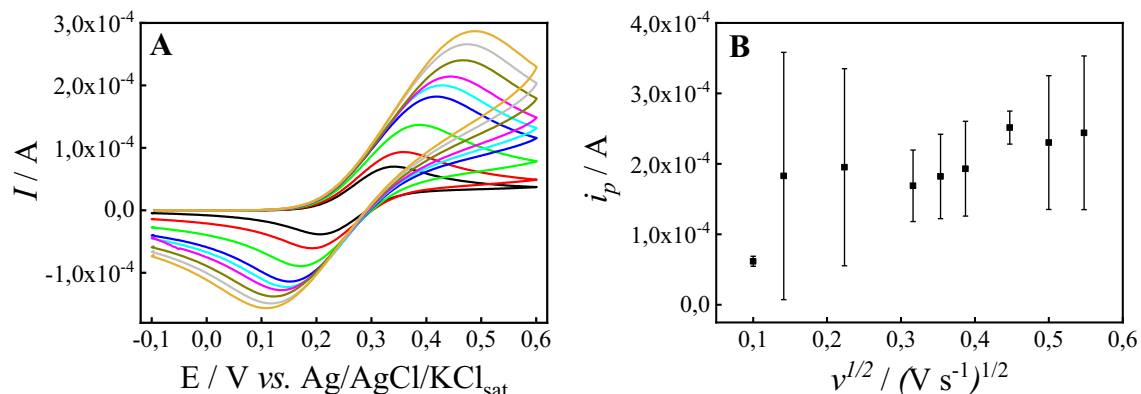 A
3,0x10⁻⁴
2,0x10⁻⁴
1,0x10⁻⁴
0,0
-1,0x10⁻⁴
I / A
-0,1 0,0 0,1 0,2 0,3 0,4 0,5 0,6
E / V vs. Ag/AgCl/KCl_sat
B
4,0x10⁻⁴
3,0x10⁻⁴
2,0x10⁻⁴
1,0x10⁻⁴
0,0
i_p / A
0,1 0,2 0,3 0,4 0,5 0,6
v^1/2 / (V s⁻¹)^1/2